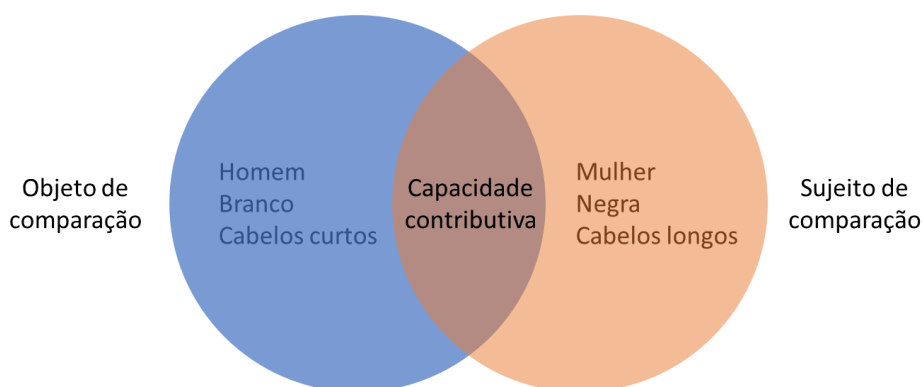 Objeto de
comparação
Homem
Branco
Cabelos curtos
Capacidade
contributiva
Mulher
Negra
Cabelos longos
Sujeito de
comparação